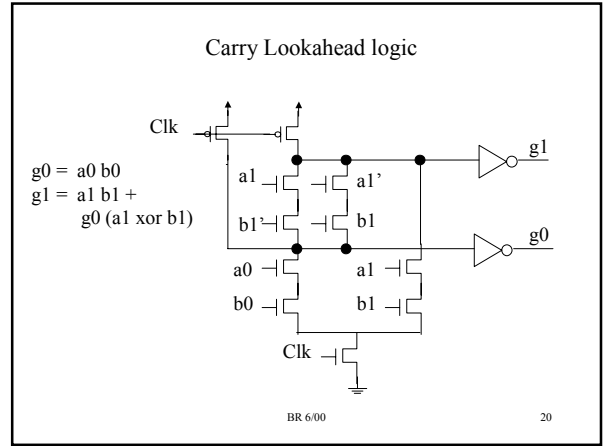 Carry Lookahead logic
Clk
g0 = a0 b0
g1 = a1 b1 +
g0 (a1 xor b1)
a1
a1’
g1
b1’
b1
g0
a0
a1
b0
b1
Clk
BR 6/00
20